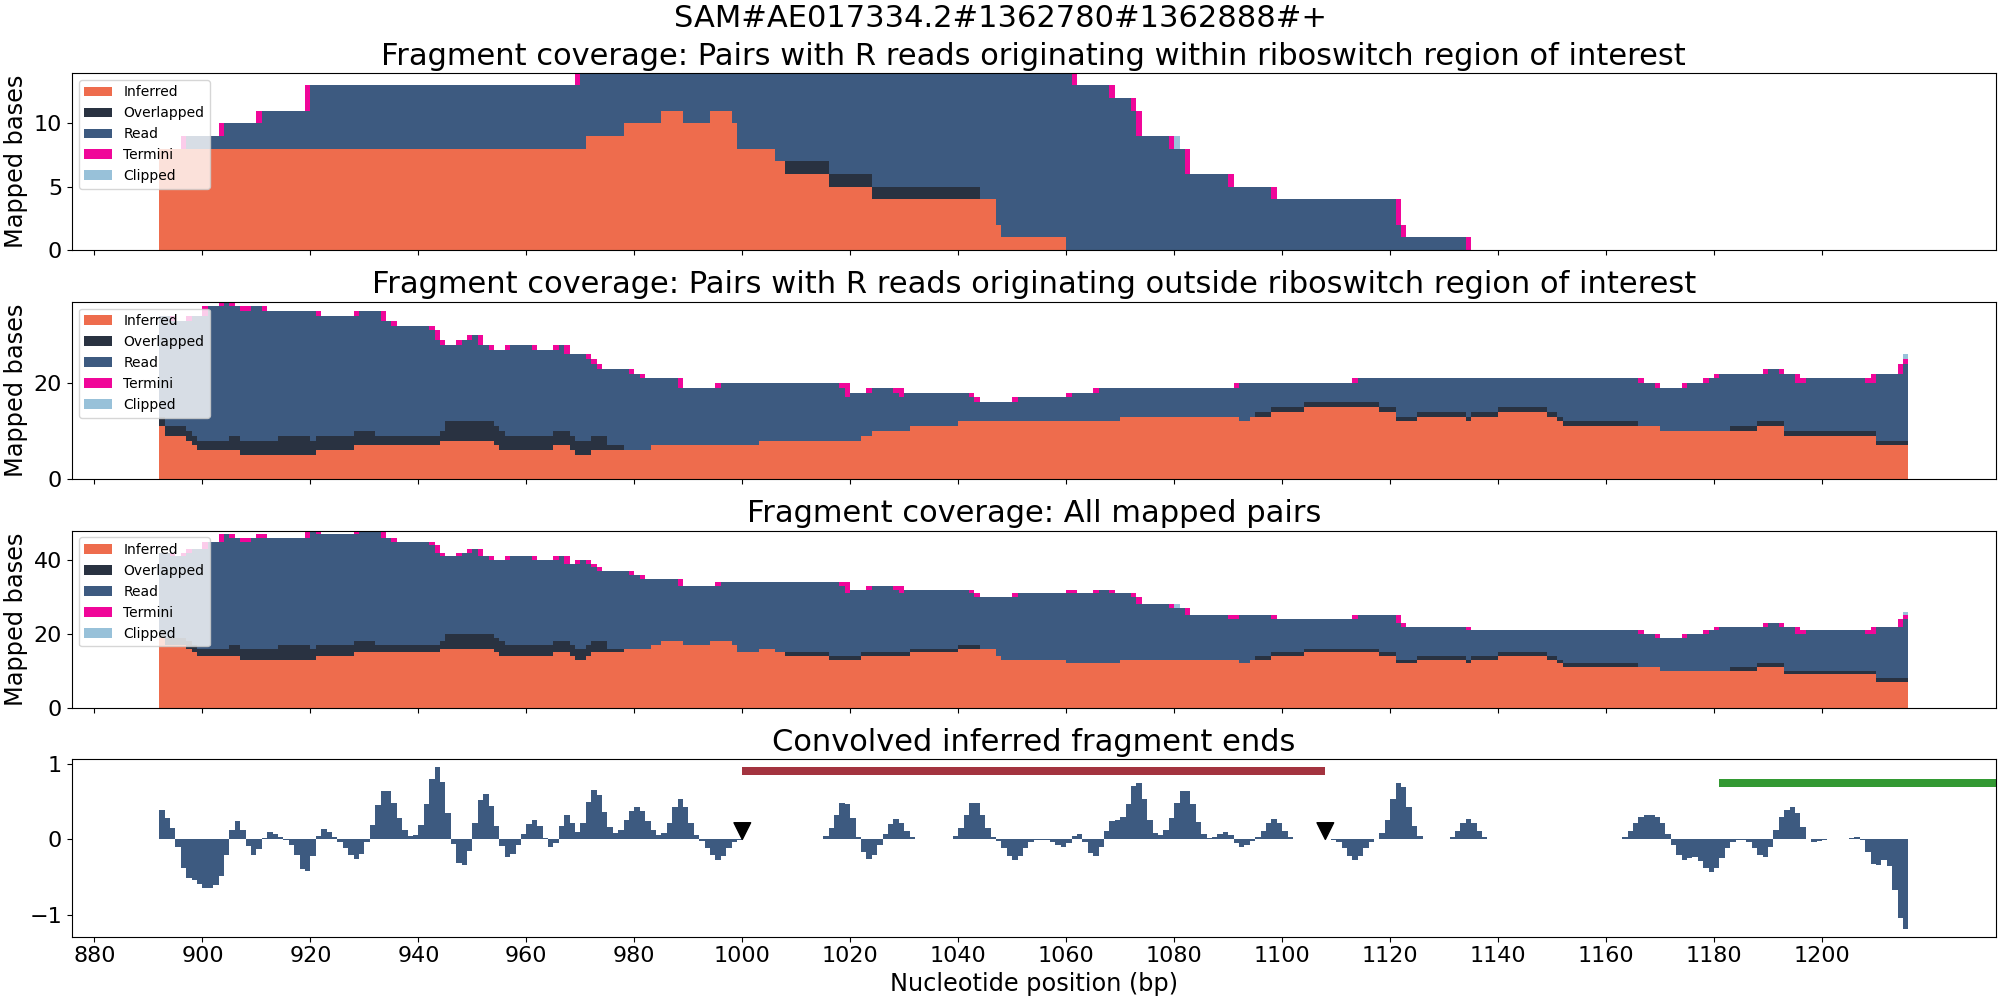 SAM#AE017334.2#1362780#1362888#+
Fragment coverage: Pairs with R reads originating within riboswitch region of interest
Mapped bases
10
5
0
Inferred
Overlapped
Read
Termini
Clipped
Fragment coverage: Pairs with R reads originating outside riboswitch region of interest
Mapped bases
20
0
Inferred
Overlapped
Read
Termini
Clipped
Fragment coverage: All mapped pairs
Mapped bases
40
20
0
Inferred
Overlapped
Read
Termini
Clipped
Convolved inferred fragment ends
1
0
−1
880 900 920 940 960 980 1000 1020 1040 1060 1080 1100 1120 1140 1160 1180 1200
Nucleotide position (bp)